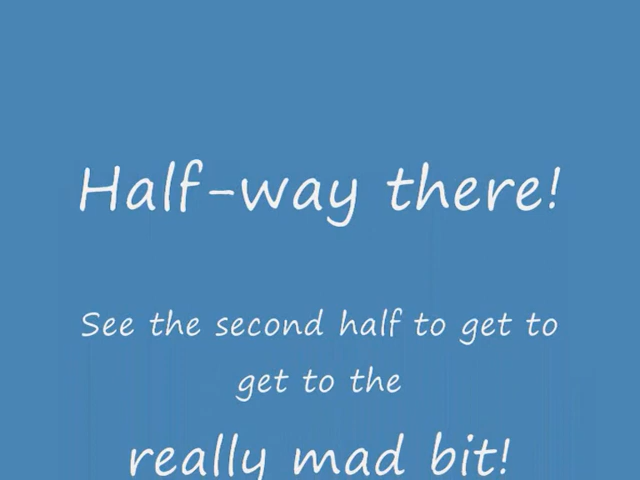 Half-way there!
See the second half to get to
get to the
really mad bit!